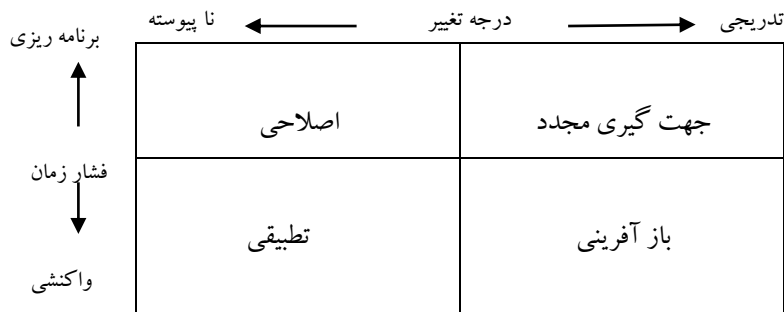 تدریجی درجه تغییر نا پیوسته
برنامه ریزی
جهت گیری مجدد اصلاحی
فشار زمان
باز آفرینی تطبیقی
واکنشی